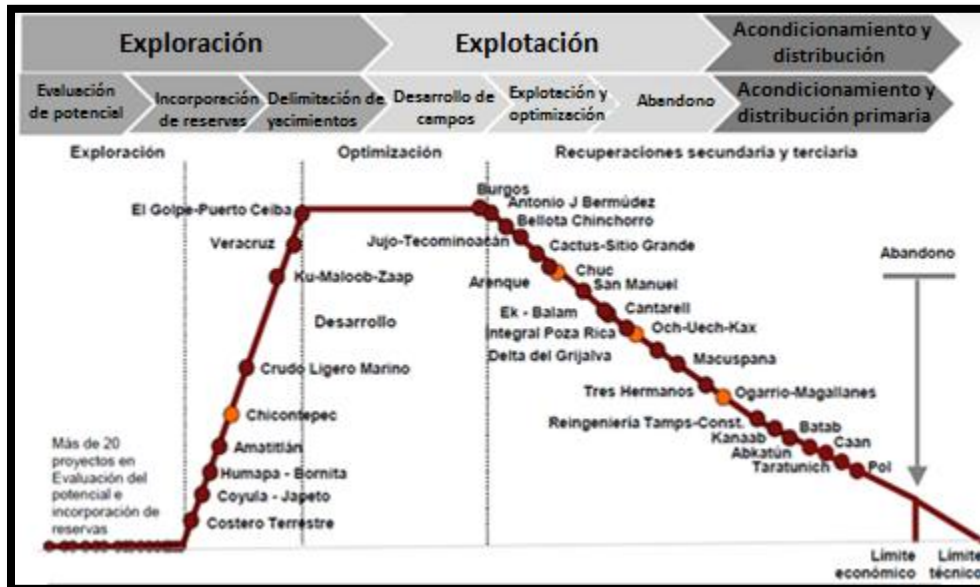 Exploración
Explotación
Acondicionamiento y
distribución
Evaluación
de potencial
Incorporación
de reservas
Delimitación de
yacimientos
Desarrollo de
campos
Explotación y
optimización
Abandono
Acondicionamiento y
distribución primaria
Exploración
Optimización
Recuperaciones secundaria y terciaria
Burgos
El Golpe-Puerto Ceiba
Antonio J Bermúdez
Bellota Chinchorro
Veracruz
Jujo-Tecominoacán
Cactus-Sitio Grande
Abandono
Ku-Maloob-Zaap
Arenque
Chuc
San Manuel
Desarrollo
Ek - Balam
Cantarell
Integral Poza Rica
Och-Uech-Kax
Delta del Grijalva
Macuspana
Crudo Ligero Marino
Tres Hermanos
Ogarrio-Magallanes
Chicontepec
Reingeniería Tamps-Const.
Batab
Kanaab
Amatitlán
Abkatún
Caan
Taratunich
Pol
Más de 20
proyectos en
Evaluación del
potencial e
incorporación de
reservas
Humapa - Bornita
Coyula - Japeto
Costero Terrestre
Límite
económico
Límite
técnico